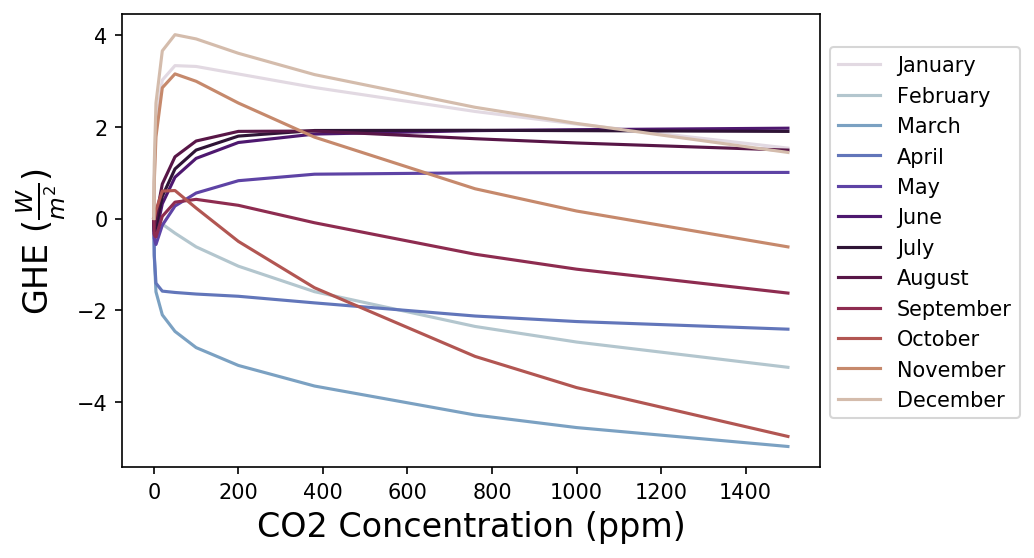 GHE (W/m²)
4
2
0
−2
−4
0 200 400 600 800 1000 1200 1400
CO2 Concentration (ppm)
January
February
March
April
May
June
July
August
September
October
November
December